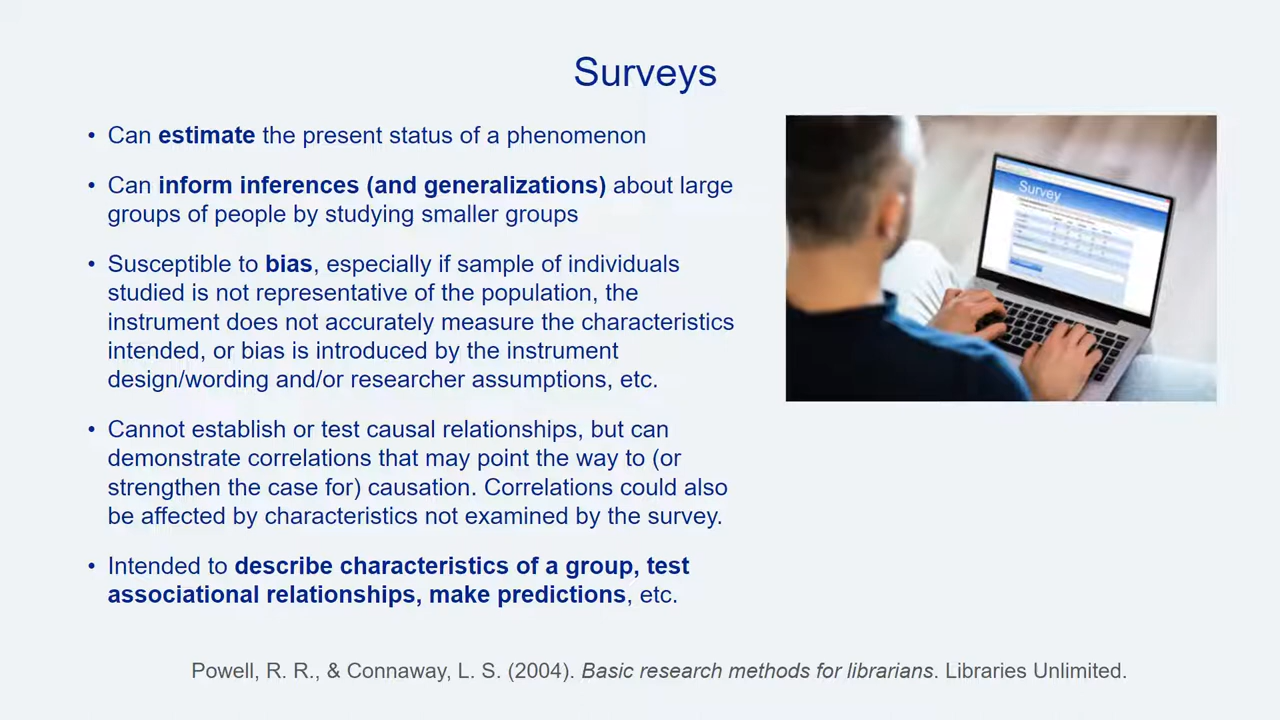 Surveys
• Can estimate the present status of a phenomenon
• Can inform inferences (and generalizations) about large
groups of people by studying smaller groups
• Susceptible to bias, especially if sample of individuals
studied is not representative of the population, the
instrument does not accurately measure the characteristics
intended, or bias is introduced by the instrument
design/wording and/or researcher assumptions, etc.
• Cannot establish or test causal relationships, but can
demonstrate correlations that may point the way to (or
strengthen the case for) causation. Correlations could also
be affected by characteristics not examined by the survey.
• Intended to describe characteristics of a group, test
associational relationships, make predictions, etc.
Survey
Powell, R. R., & Connaway, L. S. (2004). Basic research methods for librarians. Libraries Unlimited.